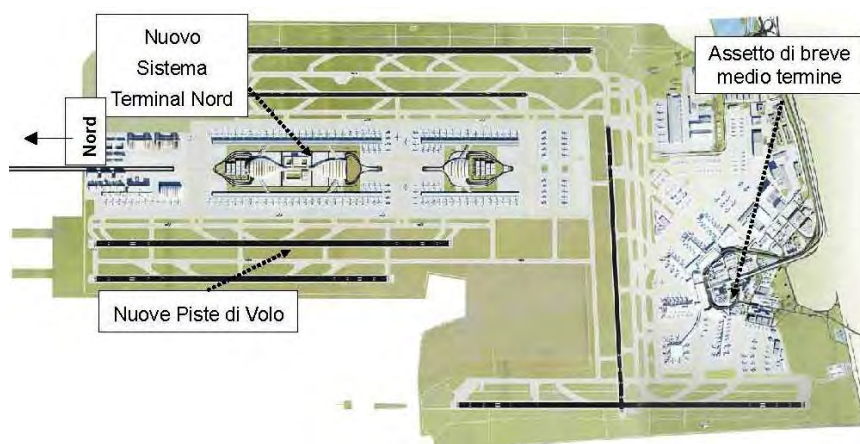 Nuovo
Sistema
Terminal Nord
Assetto di breve
medio termine
Nord
Nuove Piste di Volo